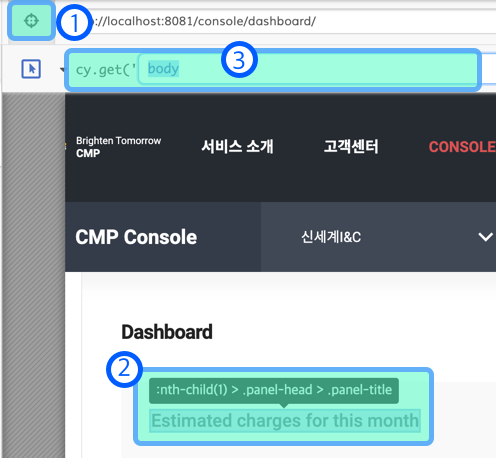 1
://localhost:8081/console/dashboard/
3
cy.get(' body
Brighten Tomorrow
CMP
서비스 소개
고객센터
CONSOLE
CMP Console
신세계I&C
Dashboard
2
:nth-child(1) > .panel-head > .panel-title
Estimated charges for this month